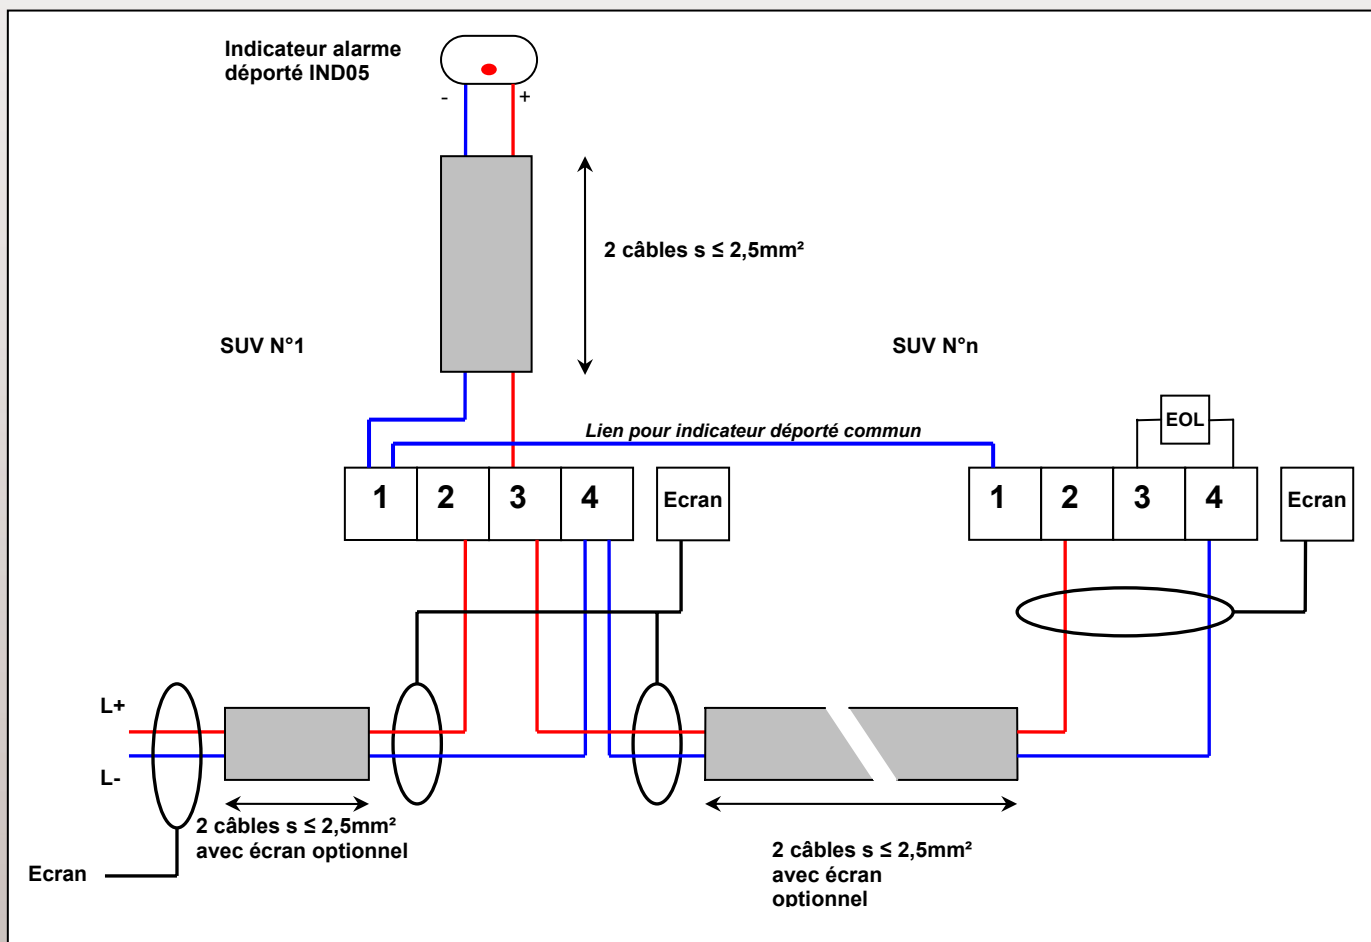 Indicateur alarme
déporté IND05
- +
2 câbles s ≤ 2,5mm²
SUV N°1
SUV N°n
EOL
Lien pour indicateur déporté commun
1 2 3 4 Ecran
1 2 3 4 Ecran
L+
L-
2 câbles s ≤ 2,5mm²
avec écran optionnel
2 câbles s ≤ 2,5mm²
avec écran
optionnel
Ecran